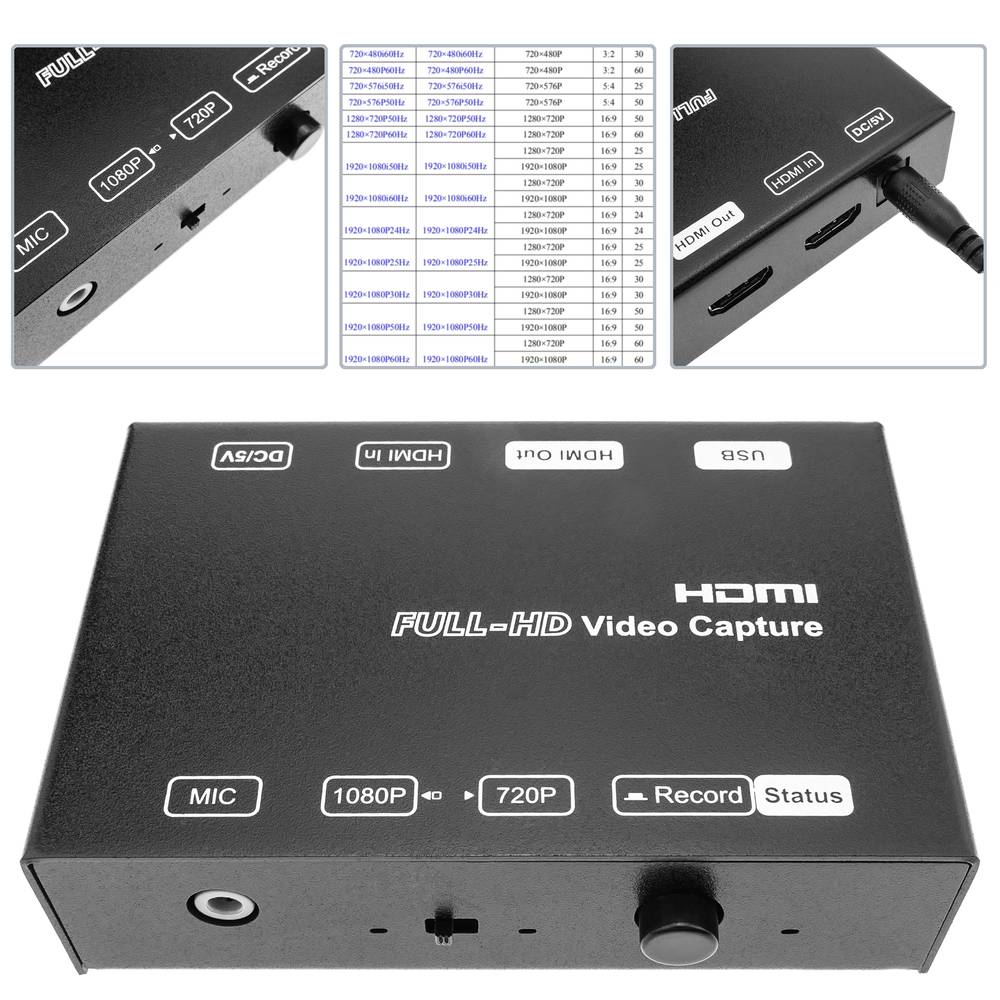 FULL-
MIC
1080P
720P
Record
720×480i60Hz 720×480i60Hz 720×480P 3:2 30
720×480P60Hz 720×480P60Hz 720×480P 3:2 60
720×576i50Hz 720×576i50Hz 720×576P 5:4 25
720×576P50Hz 720×576P50Hz 720×576P 5:4 50
1280×720P50Hz 1280×720P50Hz 1280×720P 16:9 50
1280×720P60Hz 1280×720P60Hz 1280×720P 16:9 60
1280×720P 16:9 25
1920×1080i50Hz 1920×1080i50Hz 1920×1080P 16:9 25
1280×720P 16:9 30
1920×1080i60Hz 1920×1080i60Hz 1920×1080P 16:9 30
1280×720P 16:9 24
1920×1080P24Hz 1920×1080P24Hz 1920×1080P 16:9 24
1280×720P 16:9 25
1920×1080P25Hz 1920×1080P25Hz 1920×1080P 16:9 25
1280×720P 16:9 30
1920×1080P30Hz 1920×1080P30Hz 1920×1080P 16:9 30
1280×720P 16:9 50
1920×1080P50Hz 1920×1080P50Hz 1920×1080P 16:9 50
1280×720P 16:9 60
1920×1080P60Hz 1920×1080P60Hz 1920×1080P 16:9 60
FULL
HDMI Out
HDMI In
DC/5V
DC/5V HDMI In HDMI Out USB
HDMI
FULL-HD Video Capture
MIC 1080P 720P Record Status